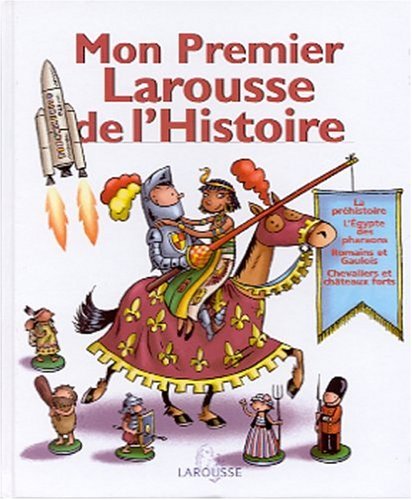 Mon Premier
Larousse
de l'Histoire
La
préhistoire
L'Égypte
des
pharaons
Romains et
Gaulois
Chevaliers et
châteaux forts
LAROUSSE